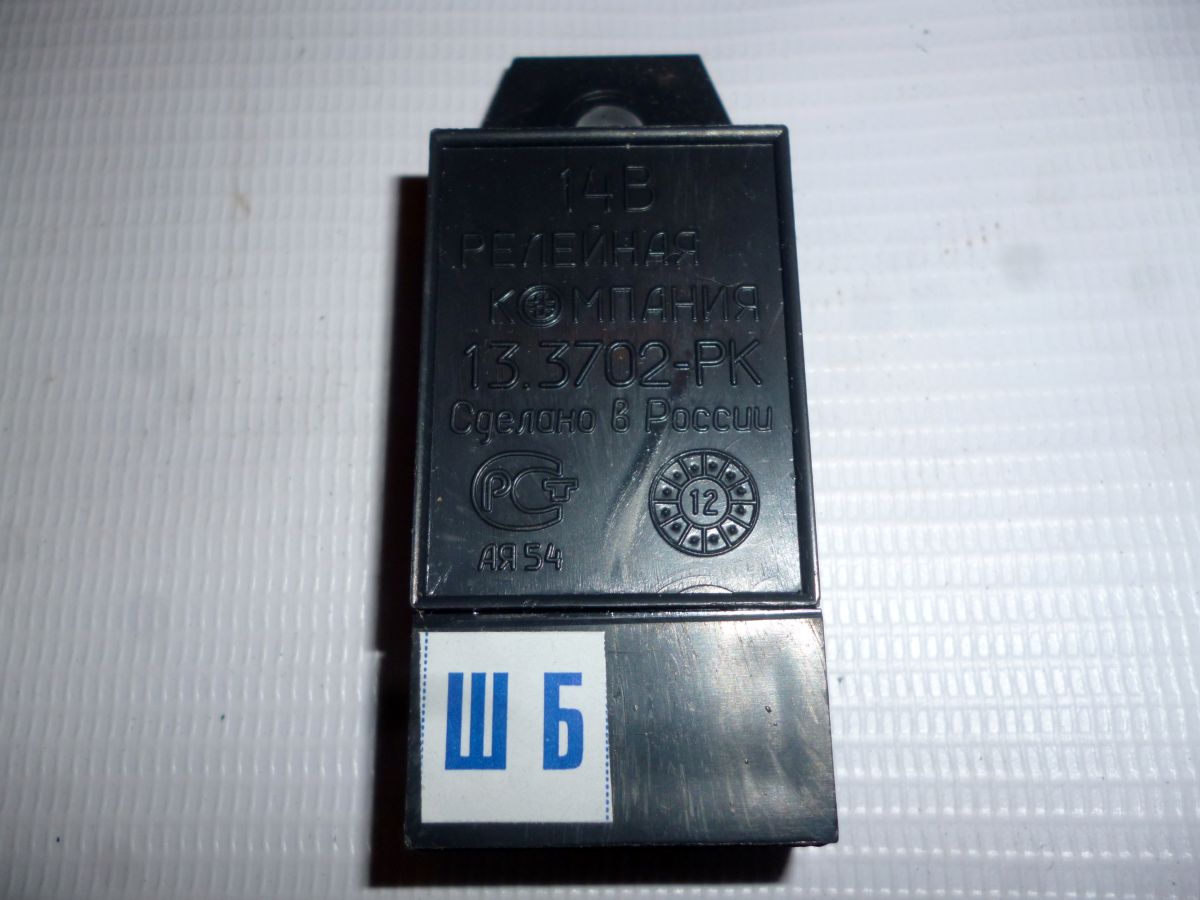 14В
РЕЛЕЙНАЯ
КОМПАНИЯ
13.3702-РК
Сделано в России
РСТ
12
АЯ54
Ш Б